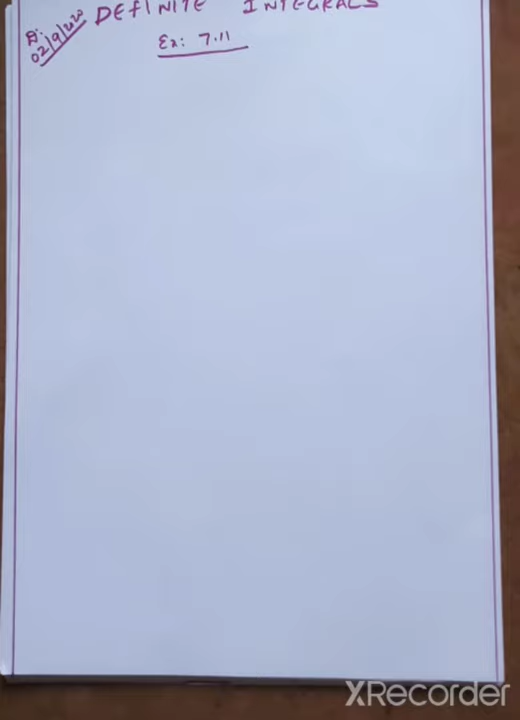 DEFINITE INTEGRALS
D: 02/9/2020
Ex: 7.11
XRecorder